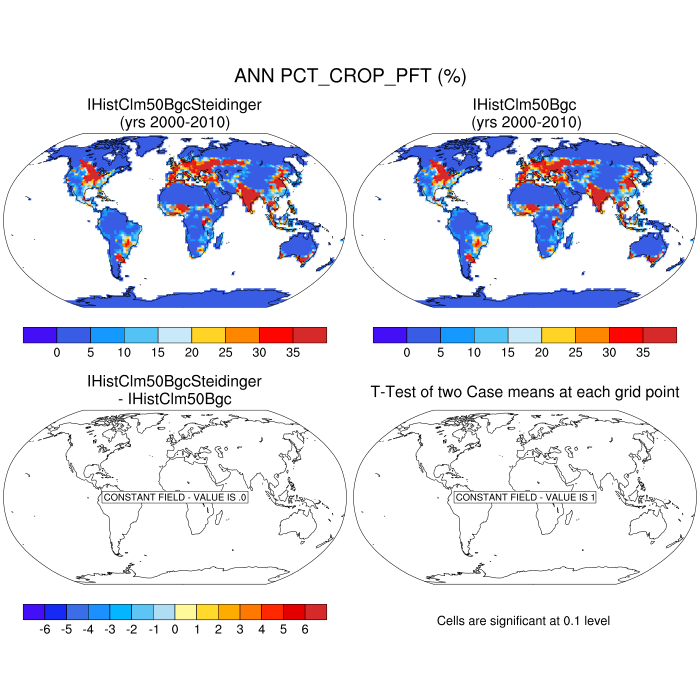 ANN PCT_CROP_PFT (%)
IHistClm50BgcSteidinger
(yrs 2000-2010)
IHistClm50Bgc
(yrs 2000-2010)
0 5 10 15 20 25 30 35
0 5 10 15 20 25 30 35
IHistClm50BgcSteidinger
- IHistClm50Bgc
T-Test of two Case means at each grid point
CONSTANT FIELD - VALUE IS .0
CONSTANT FIELD - VALUE IS 1
-6 -5 -4 -3 -2 -1 0 1 2 3 4 5 6
Cells are significant at 0.1 level